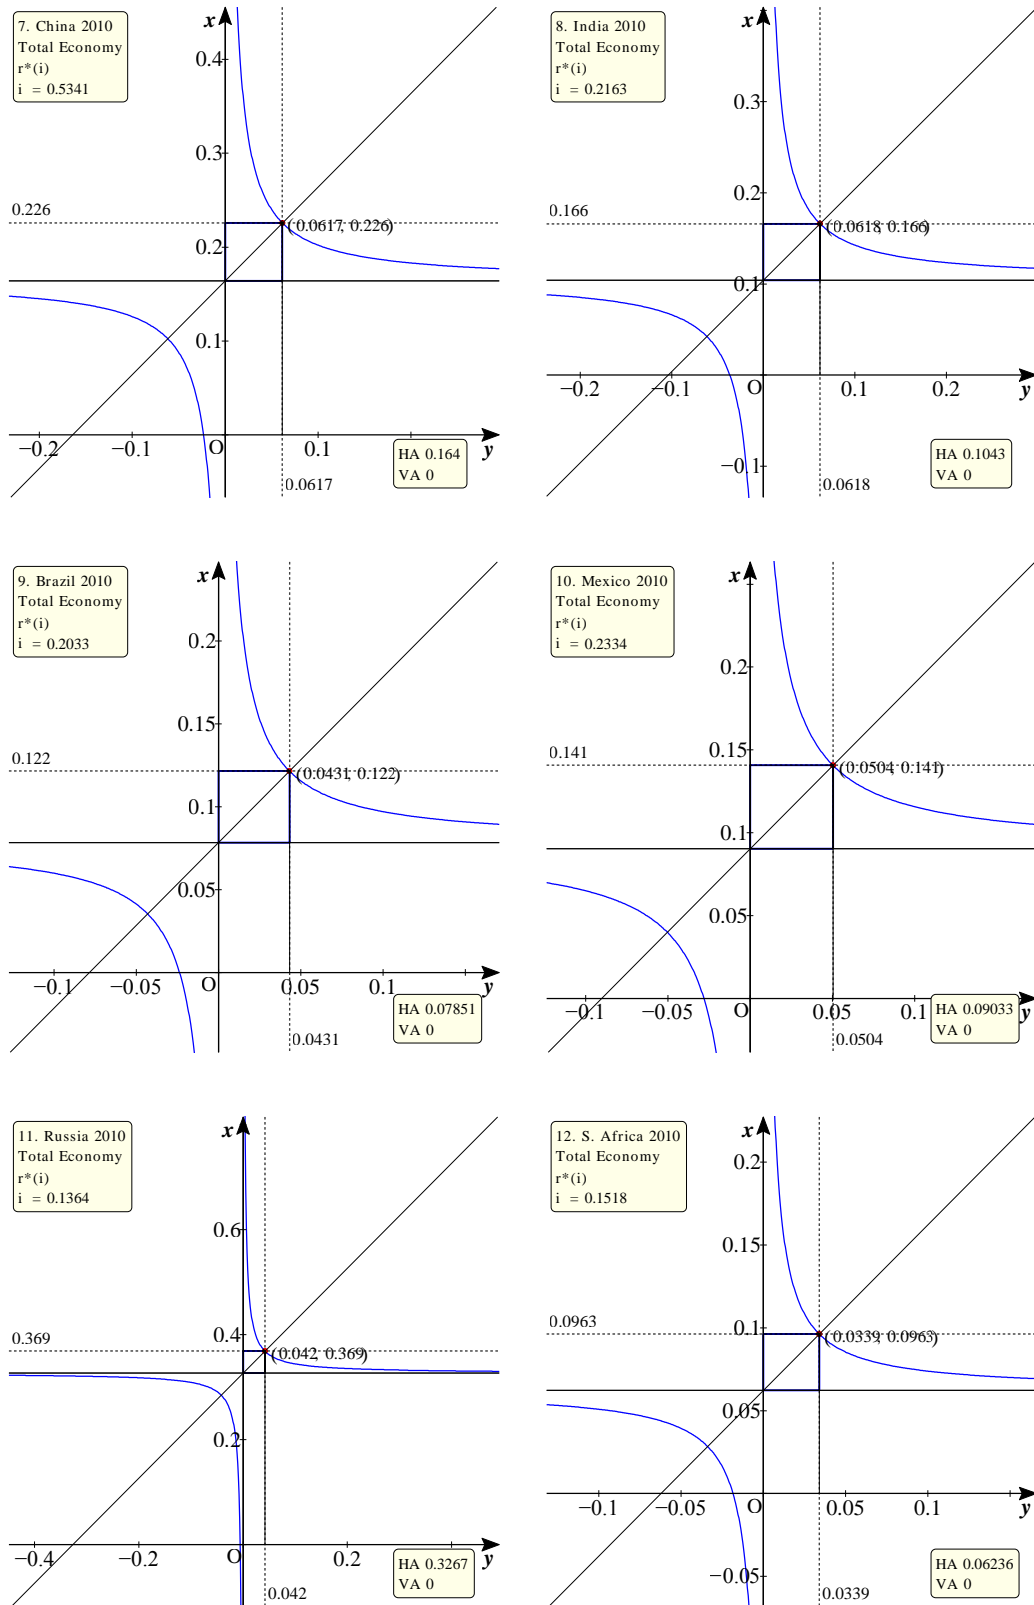 7. China 2010
Total Economy
r*(i)
i = 0.5341
x
0.4
0.3
0.226
(0.0617, 0.226)
0.2
0.1
−0.2
−0.1
O
0.1
y
HA 0.164
VA 0
0.0617
8. India 2010
Total Economy
r*(i)
i = 0.2163
x
0.3
0.2
0.166
(0.0618, 0.166)
0.1
−0.2
−0.1
O
0.1
0.2
y
−0.1
HA 0.1043
VA 0
0.0618
9. Brazil 2010
Total Economy
r*(i)
i = 0.2033
x
0.2
0.15
0.122
(0.0431, 0.122)
0.1
0.05
−0.1
−0.05
O
0.05
0.1
y
HA 0.07851
VA 0
0.0431
10. Mexico 2010
Total Economy
r*(i)
i = 0.2334
x
0.2
0.15
0.141
(0.0504, 0.141)
0.1
0.05
−0.1
−0.05
O
0.05
0.1
y
HA 0.09033
VA 0
0.0504
11. Russia 2010
Total Economy
r*(i)
i = 0.1364
x
0.6
0.4
0.369
(0.042, 0.369)
0.2
−0.4
−0.2
O
0.2
y
HA 0.3267
VA 0
0.042
12. S. Africa 2010
Total Economy
r*(i)
i = 0.1518
x
0.2
0.15
0.1
0.0963
(0.0339, 0.0963)
0.05
−0.1
−0.05
O
0.05
0.1
y
−0.05
HA 0.06236
VA 0
0.0339